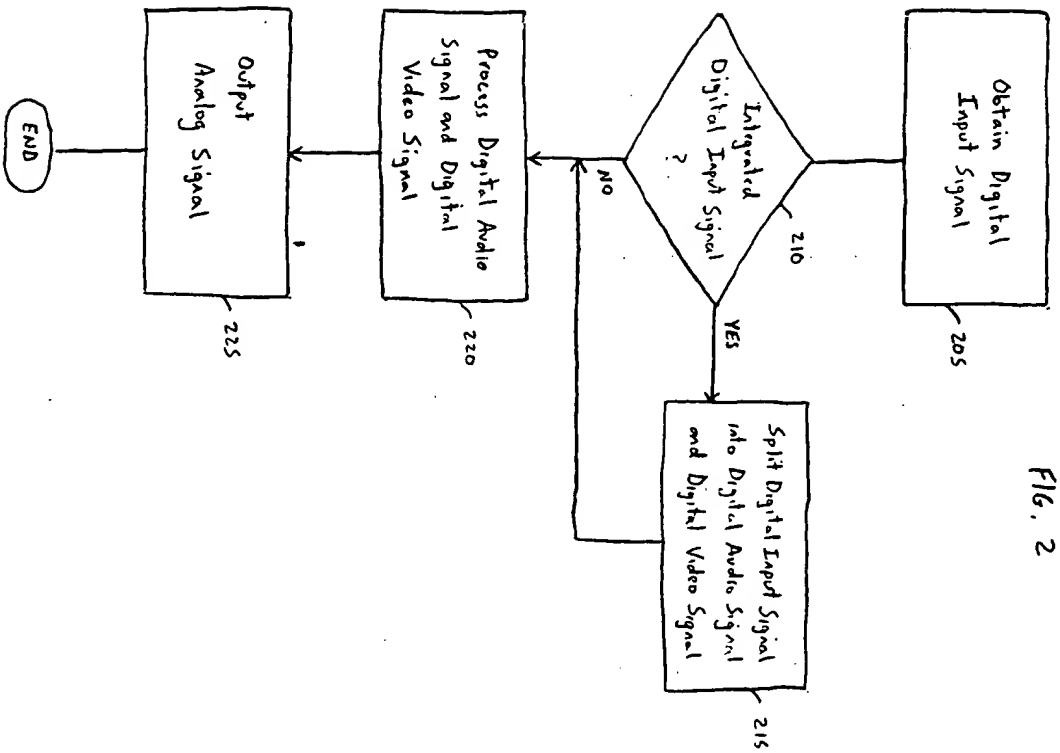 FIG. 2
Obtain Digital
Input Signal
205
Integrated
Digital Input Signal
?
210
YES
NO
Split Digital Input Signal
into Digital Audio Signal
and Digital Video Signal
215
Process Digital Audio
Signal and Digital
Video Signal
220
Output
Analog Signal
225
END